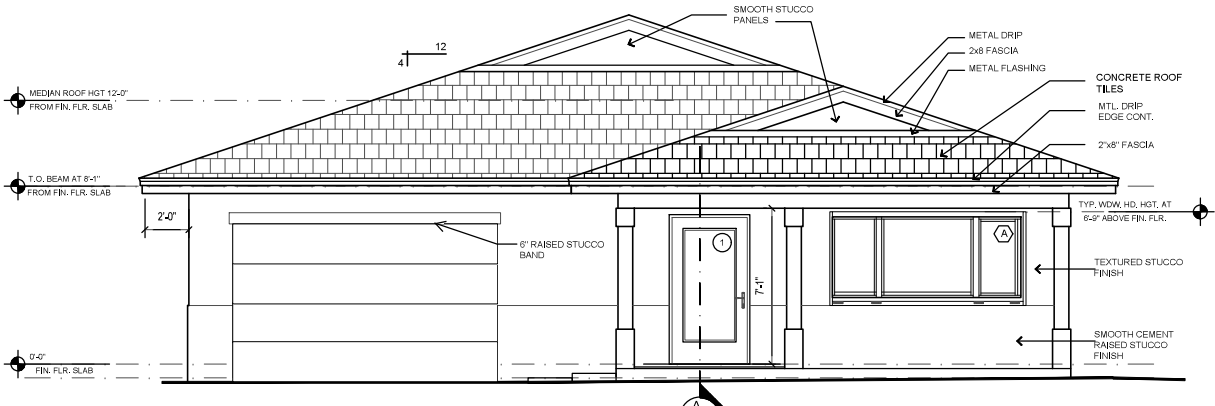 SMOOTH STUCCO
PANELS
12
4
METAL DRIP
2x8 FASCIA
METAL FLASHING
CONCRETE ROOF
TILES
MTL. DRIP
EDGE CONT.
2"x8" FASCIA
MEDIAN ROOF HGT 12'-0"
FROM FIN. FLR. SLAB
T.O. BEAM AT 8'-1"
FROM FIN. FLR. SLAB
2'-0"
6" RAISED STUCCO
BAND
1
7'-1"
A
TYP. WDW. HD. HGT. AT
6'-9" ABOVE FIN. FLR.
TEXTURED STUCCO
FINISH
SMOOTH CEMENT
RAISED STUCCO
FINISH
0'-0"
FIN. FLR. SLAB
A